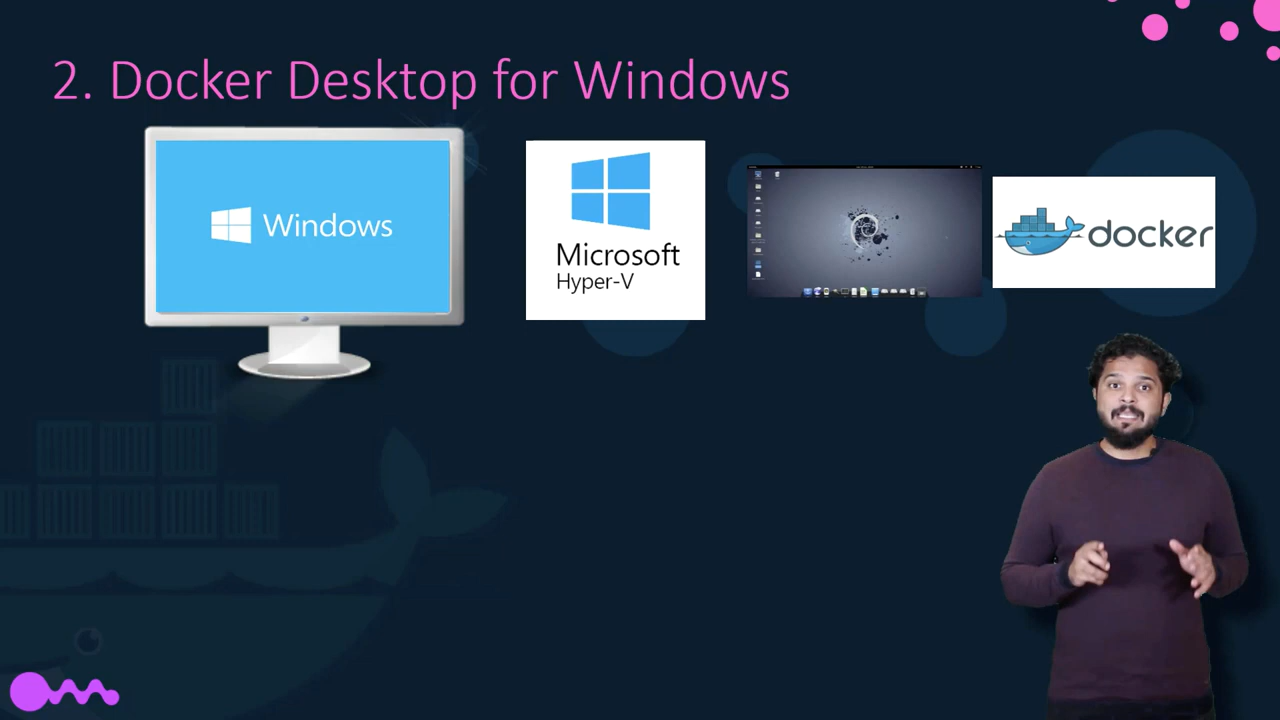 2. Docker Desktop for Windows
Windows
Microsoft
Hyper-V
docker